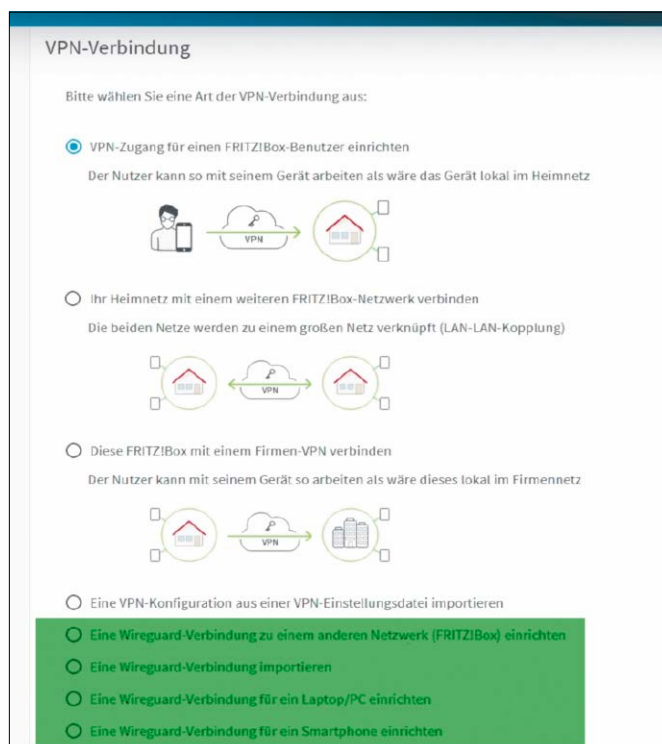 VPN-Verbindung
Bitte wählen Sie eine Art der VPN-Verbindung aus:
VPN-Zugang für einen FRITZ!Box-Benutzer einrichten
Der Nutzer kann so mit seinem Gerät arbeiten als wäre das Gerät lokal im Heimnetz
VPN
Ihr Heimnetz mit einem weiteren FRITZ!Box-Netzwerk verbinden
Die beiden Netze werden zu einem großen Netz verknüpft (LAN-LAN-Kopplung)
VPN
Diese FRITZ!Box mit einem Firmen-VPN verbinden
Der Nutzer kann mit seinem Gerät so arbeiten als wäre dieses lokal im Firmennetz
VPN
Eine VPN-Konfiguration aus einer VPN-Einstellungsdatei importieren
Eine Wireguard-Verbindung zu einem anderen Netzwerk (FRITZ!Box) einrichten
Eine Wireguard-Verbindung importieren
Eine Wireguard-Verbindung für ein Laptop/PC einrichten
Eine Wireguard-Verbindung für ein Smartphone einrichten